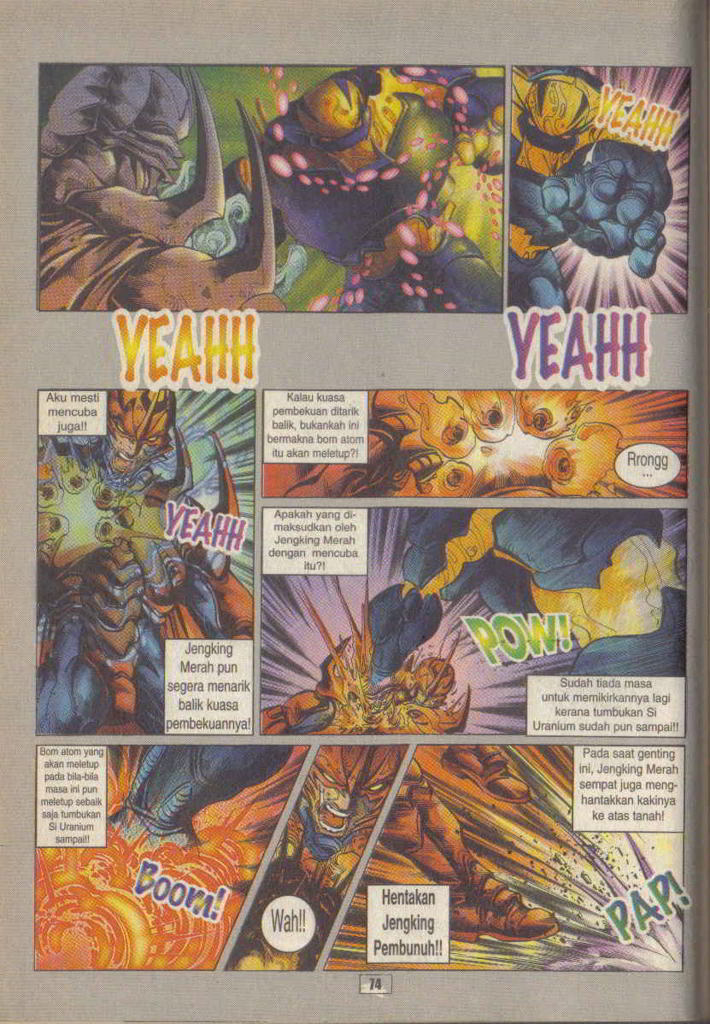 YEAHH
YEAHH
YEAHH
Aku mesti
mencuba
juga!!
YEAHH
Jengking
Merah pun
segera menarik
balik kuasa
pembekuannya!
Kalau kuasa
pembekuan ditarik
balik, bukankah ini
bermakna bom atom
itu akan meletup?!
Rrongg
...
Apakah yang di-
maksudkan oleh
Jengking Merah
dengan mencuba
itu?!
POW!
Sudah tiada masa
untuk memikirkannya lagi
kerana tumbukan Si
Uranium sudah pun sampai!!
Bom atom yang
akan meletup
pada bila-bila
masa ini pun
meletup sebaik
saja tumbukan
Si Uranium
sampai!!
Boom!
Wah!!
Pada saat genting
ini, Jengking Merah
sempat juga meng-
hantakkan kakinya
ke atas tanah!
Hentakan
Jengking
Pembunuh!!
PAP!
74